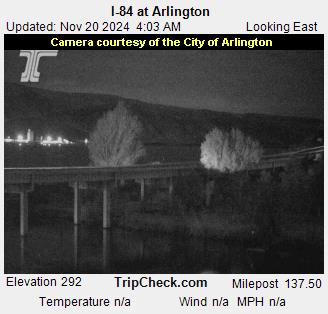 I-84 at Arlington
Updated: Nov 20 2024 4:03 AM Looking East
Camera courtesy of the City of Arlington
Elevation 292 TripCheck.com Milepost 137.50
Temperature n/a Wind n/a MPH n/a